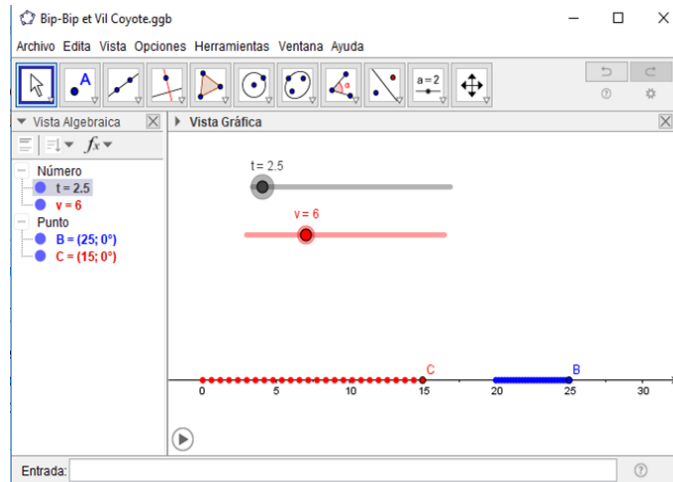 Bip-Bip et Vil Coyote.ggb
Archivo Edita Vista Opciones Herramientas Ventana Ayuda
A
a = 2
Vista Algebraica
Vista Gráfica
fx
Número
t = 2.5
v = 6
Punto
B = (25; 0°)
C = (15; 0°)
t = 2.5
v = 6
C
B
0 5 10 15 20 25 30
Entrada: